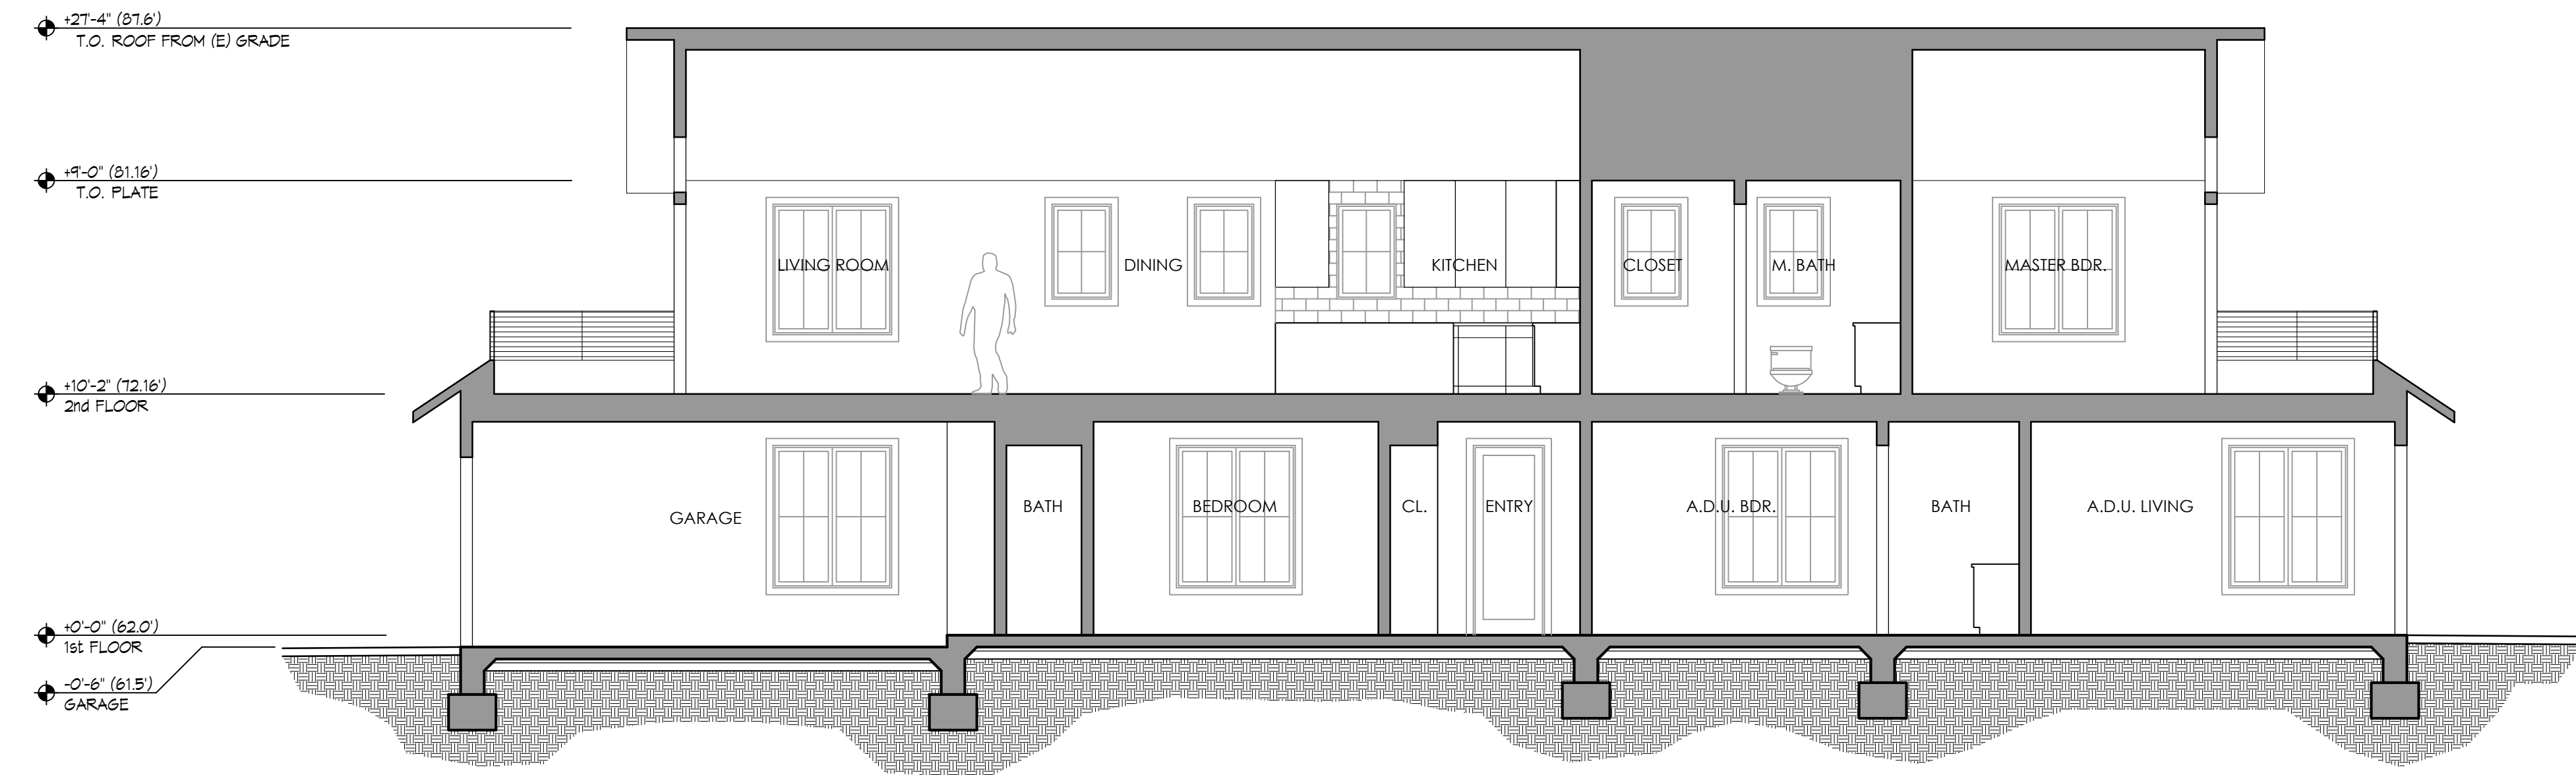 +27'-4" (87.6')
T.O. ROOF FROM (E) GRADE
+9'-0" (81.16')
T.O. PLATE
LIVING ROOM
DINING
KITCHEN
CLOSET
M. BATH
MASTER BDR.
+10'-2" (72.16')
2nd FLOOR
GARAGE
BATH
BEDROOM
CL.
ENTRY
A.D.U. BDR.
BATH
A.D.U. LIVING
+0'-0" (62.0')
1st FLOOR
-0'-6" (61.5')
GARAGE